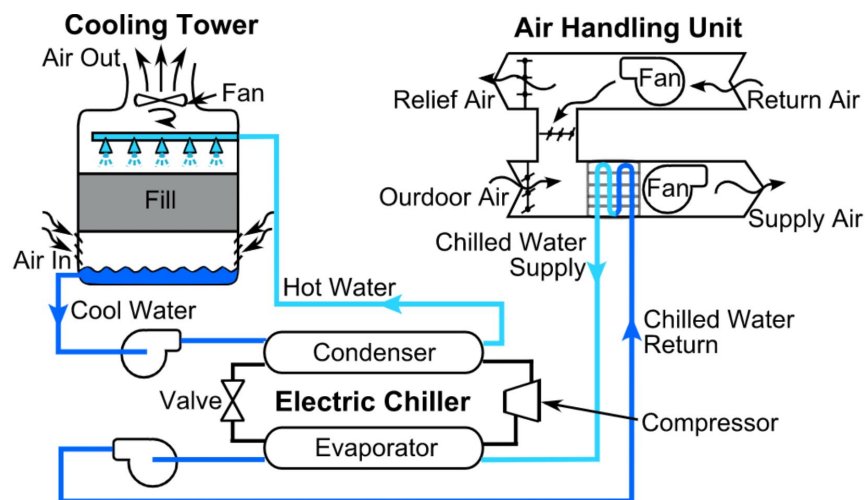 Cooling Tower
Air Out
Fan
Fill
Air In
Cool Water
Hot Water
Air Handling Unit
Fan
Relief Air
Return Air
Ourdoor Air
Fan
Supply Air
Chilled Water
Supply
Chilled Water
Return
Condenser
Valve
Electric Chiller
Compressor
Evaporator